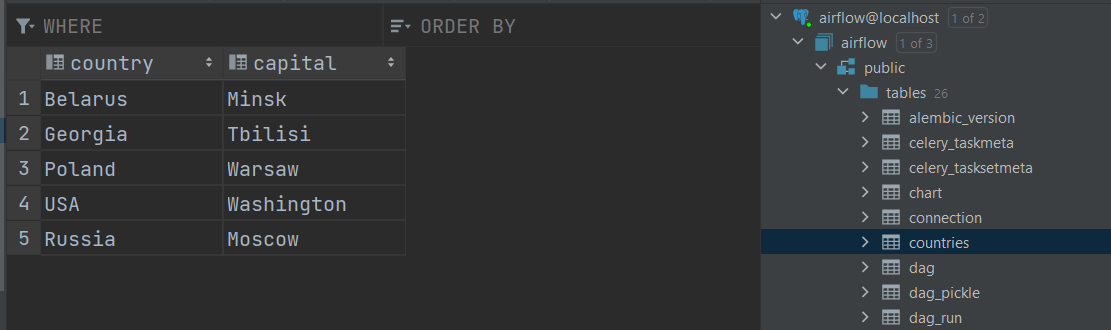 WHERE ORDER BY
country capital
1 Belarus Minsk
2 Georgia Tbilisi
3 Poland Warsaw
4 USA Washington
5 Russia Moscow
airflow@localhost 1 of 2
airflow 1 of 3
public
tables 26
alembic_version
celery_taskmeta
celery_tasksetmeta
chart
connection
countries
dag
dag_pickle
dag_run